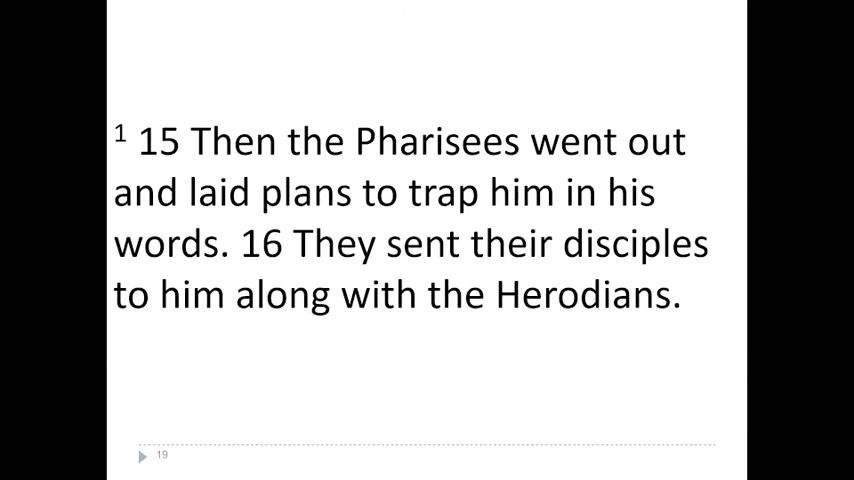 1 15 Then the Pharisees went out
and laid plans to trap him in his
words. 16 They sent their disciples
to him along with the Herodians.
19